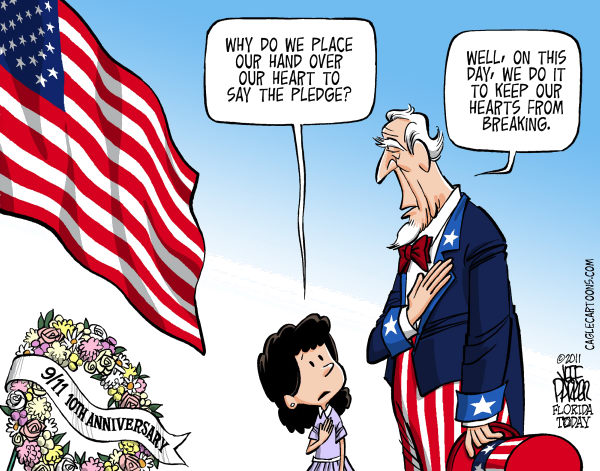 WHY DO WE PLACE
OUR HAND OVER
OUR HEART TO
SAY THE PLEDGE?
WELL, ON THIS
DAY, WE DO IT
TO KEEP OUR
HEARTS FROM
BREAKING.
9/11 10TH ANNIVERSARY
CAGLECARTOONS.COM
©2011
JEFF
PARKER
FLORIDA
TODAY